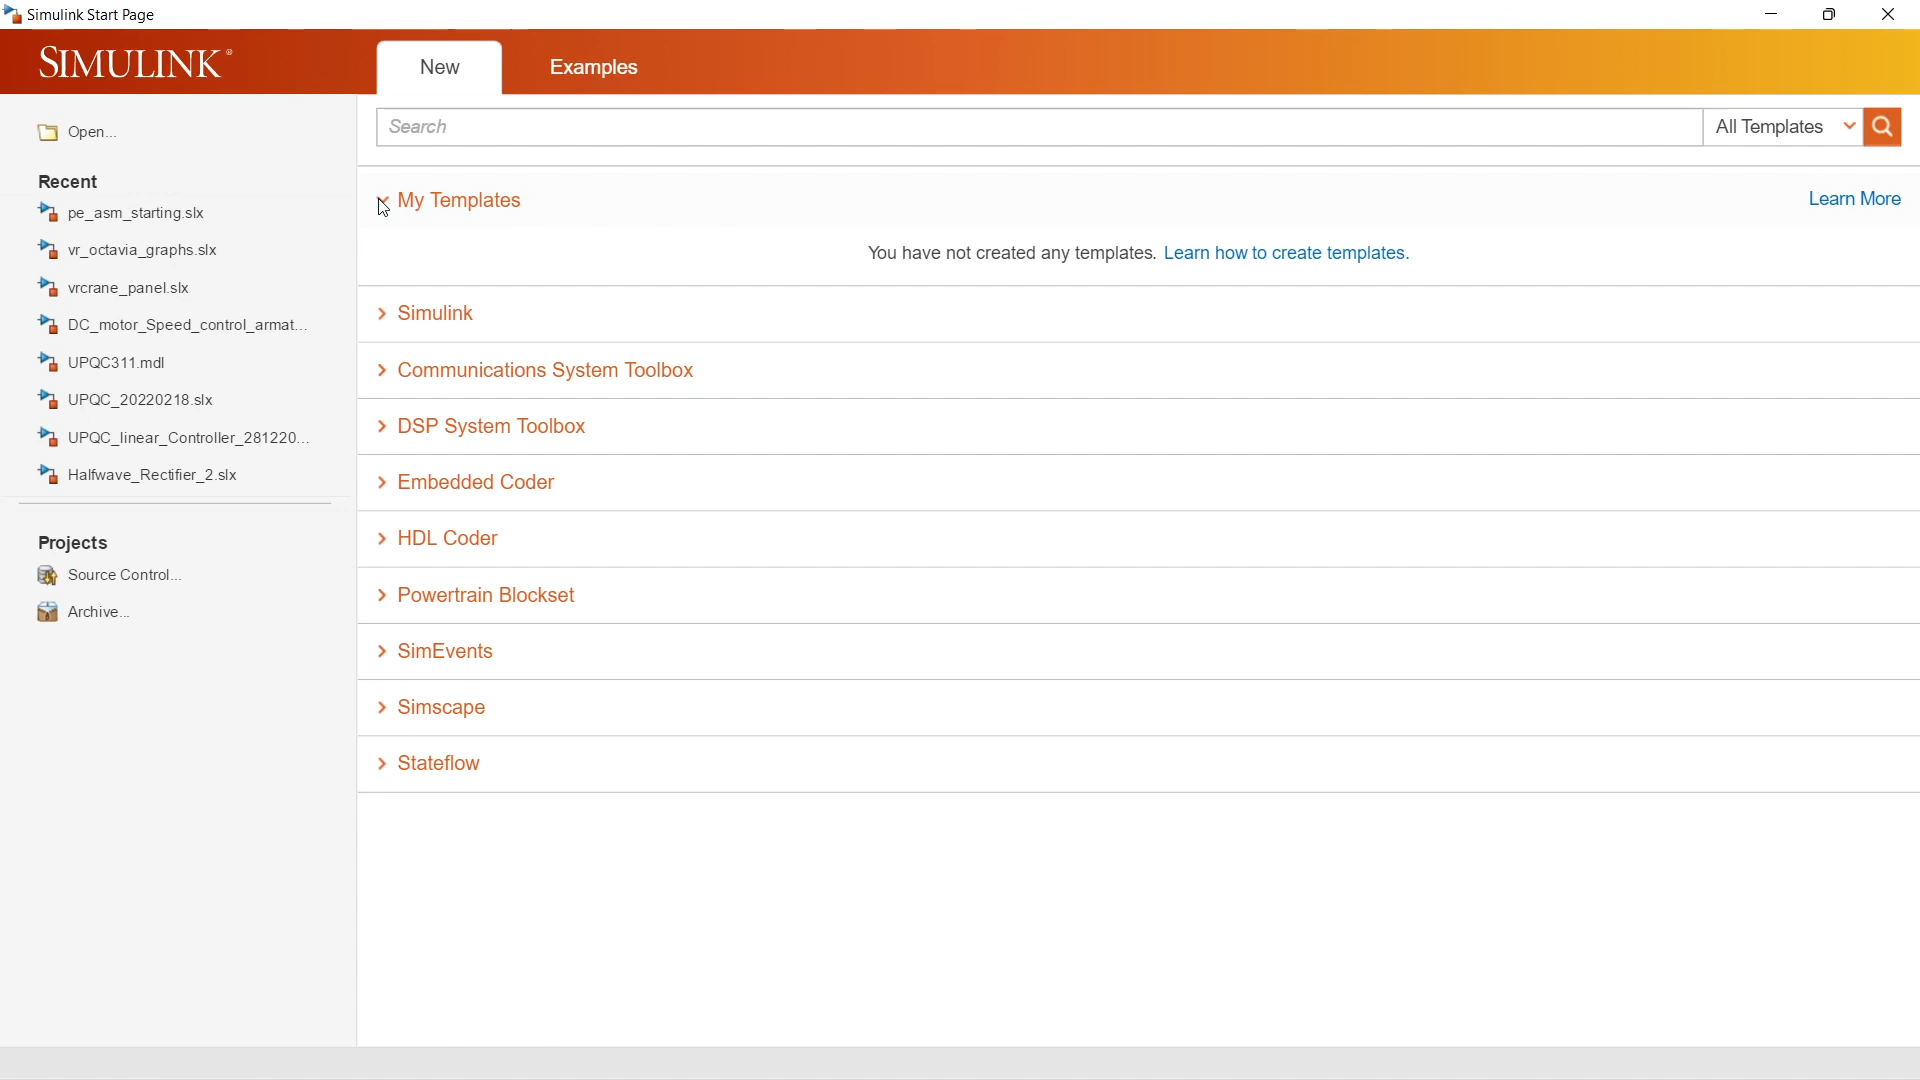 Simulink Start Page
SIMULINK®
New
Examples
Open...
Recent
pe_asm_starting.slx
vr_octavia_graphs.slx
vrcrane_panel.slx
DC_motor_Speed_control_armat...
UPQC311.mdl
UPQC_20220218.slx
UPQC_linear_Controller_281220...
Halfwave_Rectifier_2.slx
Projects
Source Control...
Archive...
Search
All Templates
My Templates
Learn More
You have not created any templates. Learn how to create templates.
Simulink
Communications System Toolbox
DSP System Toolbox
Embedded Coder
HDL Coder
Powertrain Blockset
SimEvents
Simscape
Stateflow